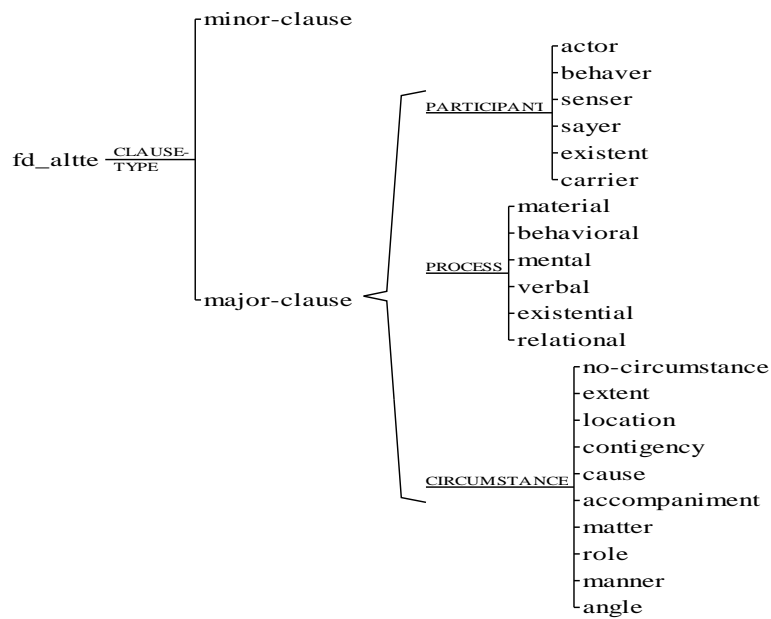 minor-clause
fd_altte
CLAUSE-
TYPE
major-clause
PARTICIPANT
actor
behaver
senser
sayer
existent
carrier
PROCESS
material
behavioral
mental
verbal
existential
relational
CIRCUMSTANCE
no-circumstance
extent
location
contigency
cause
accompaniment
matter
role
manner
angle